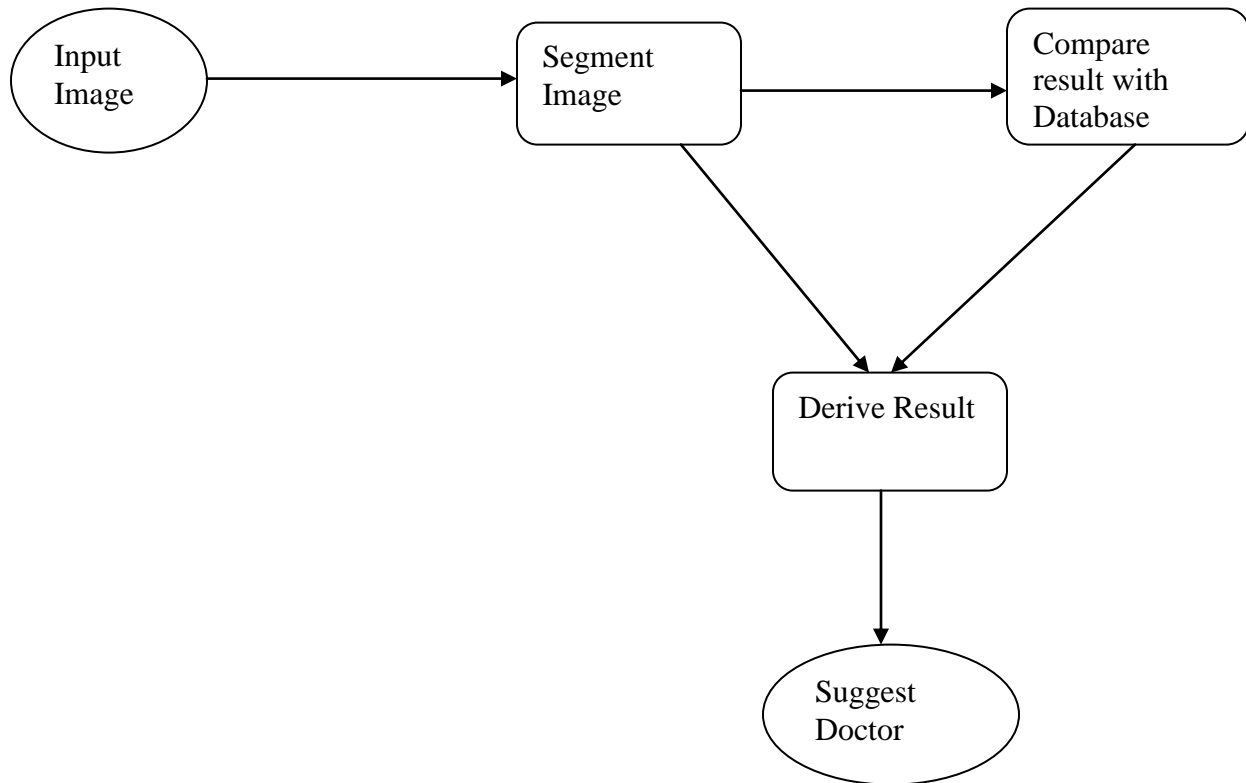 Input
Image
Segment
Image
Compare
result with
Database
Derive Result
Suggest
Doctor